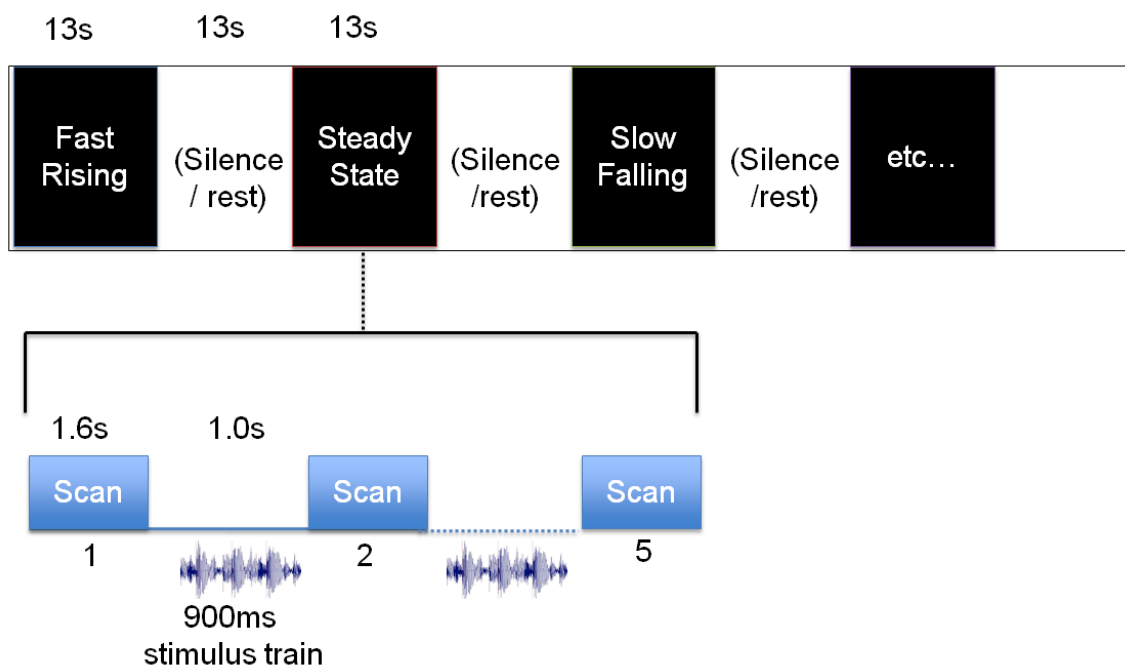 13s 13s 13s
Fast
Rising
(Silence
/ rest)
Steady
State
(Silence
/rest)
Slow
Falling
(Silence
/rest)
etc…
1.6s 1.0s
Scan Scan Scan
1 2 5
900ms
stimulus train